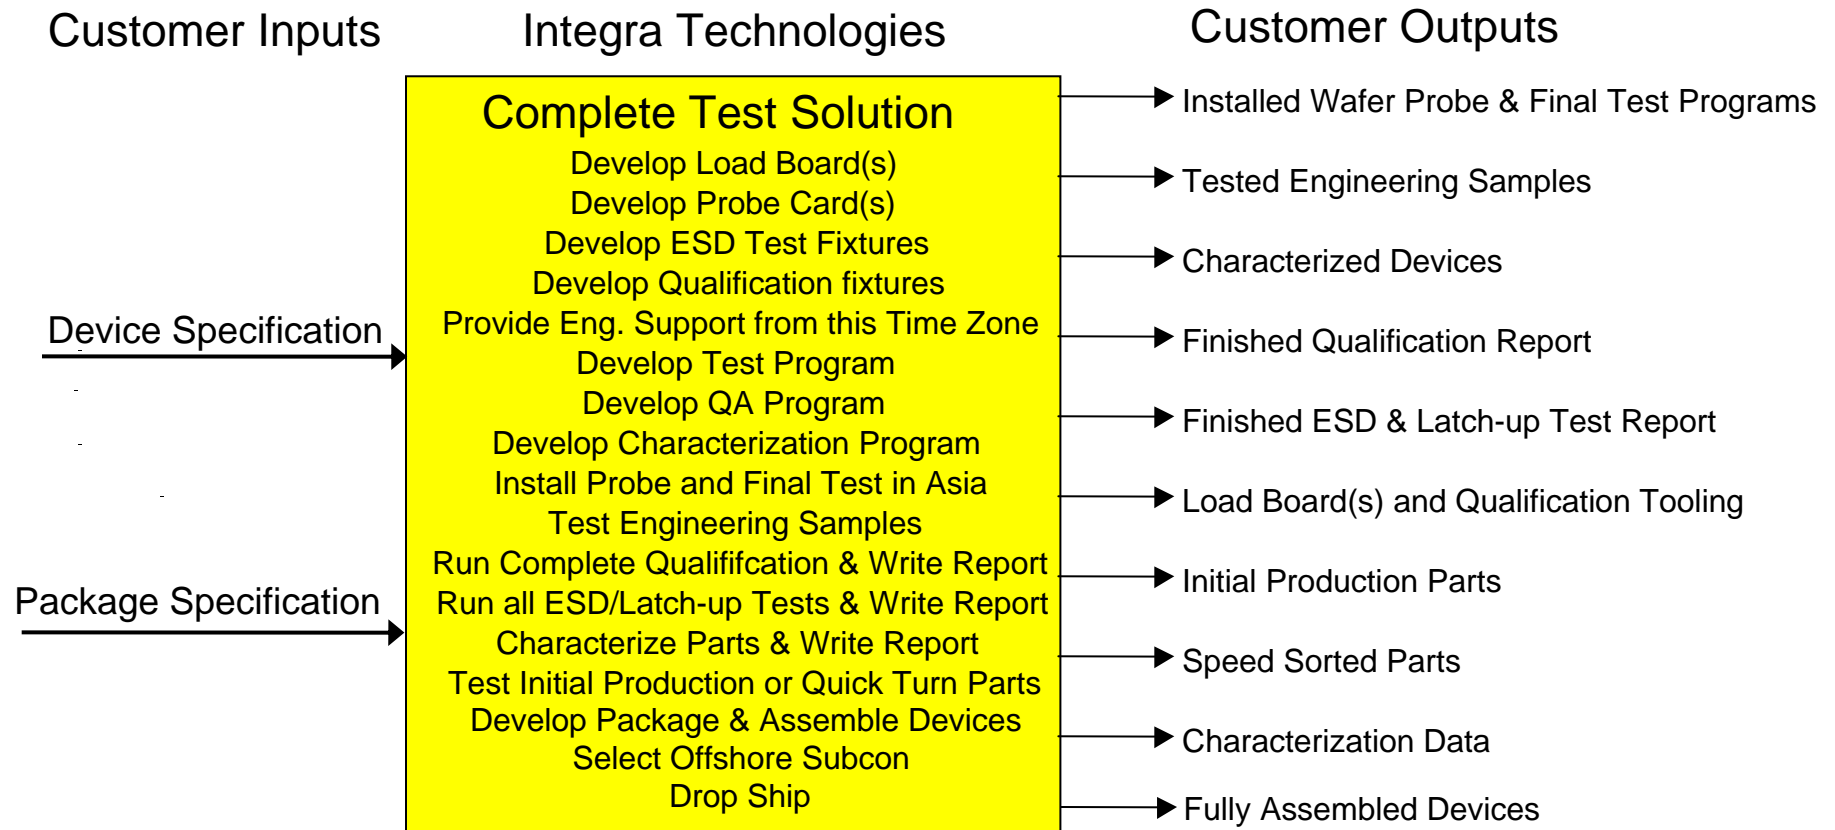 Customer Inputs
Integra Technologies
Customer Outputs
Device Specification
Package Specification
Complete Test Solution
Develop Load Board(s)
Develop Probe Card(s)
Develop ESD Test Fixtures
Develop Qualification fixtures
Provide Eng. Support from this Time Zone
Develop Test Program
Develop QA Program
Develop Characterization Program
Install Probe and Final Test in Asia
Test Engineering Samples
Run Complete Qualififcation & Write Report
Run all ESD/Latch-up Tests & Write Report
Characterize Parts & Write Report
Test Initial Production or Quick Turn Parts
Develop Package & Assemble Devices
Select Offshore Subcon
Drop Ship
Installed Wafer Probe & Final Test Programs
Tested Engineering Samples
Characterized Devices
Finished Qualification Report
Finished ESD & Latch-up Test Report
Load Board(s) and Qualification Tooling
Initial Production Parts
Speed Sorted Parts
Characterization Data
Fully Assembled Devices